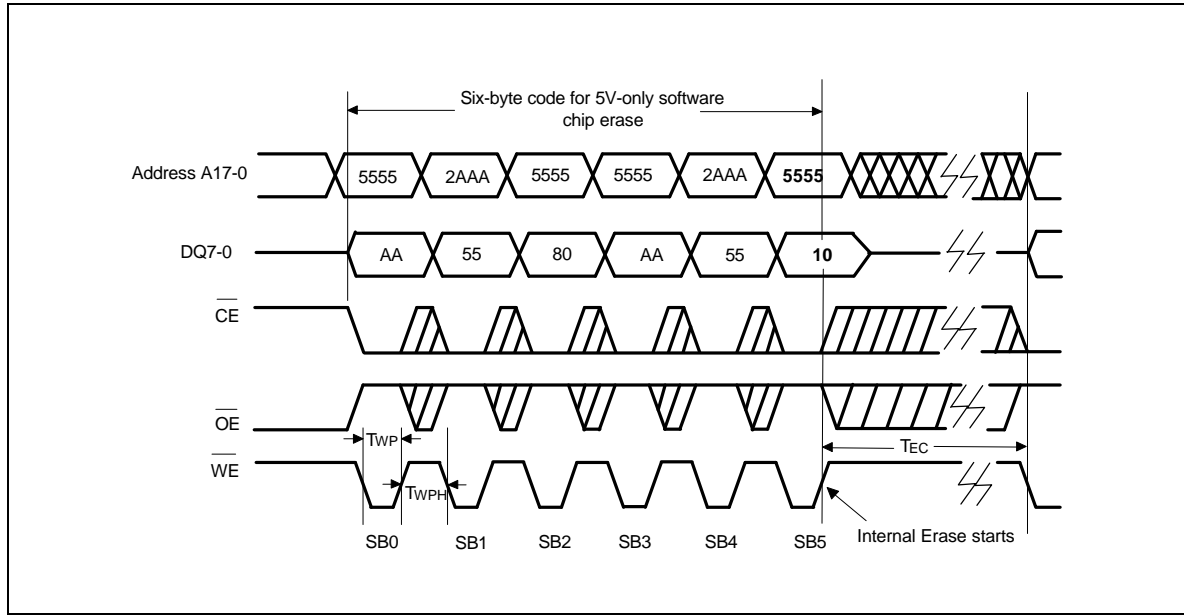 Six-byte code for 5V-only software
chip erase
Address A17-0
5555
2AAA
5555
5555
2AAA
5555
DQ7-0
AA
55
80
AA
55
10
CE
OE
TWP
TEC
WE
TWPH
SB0
SB1
SB2
SB3
SB4
SB5
Internal Erase starts